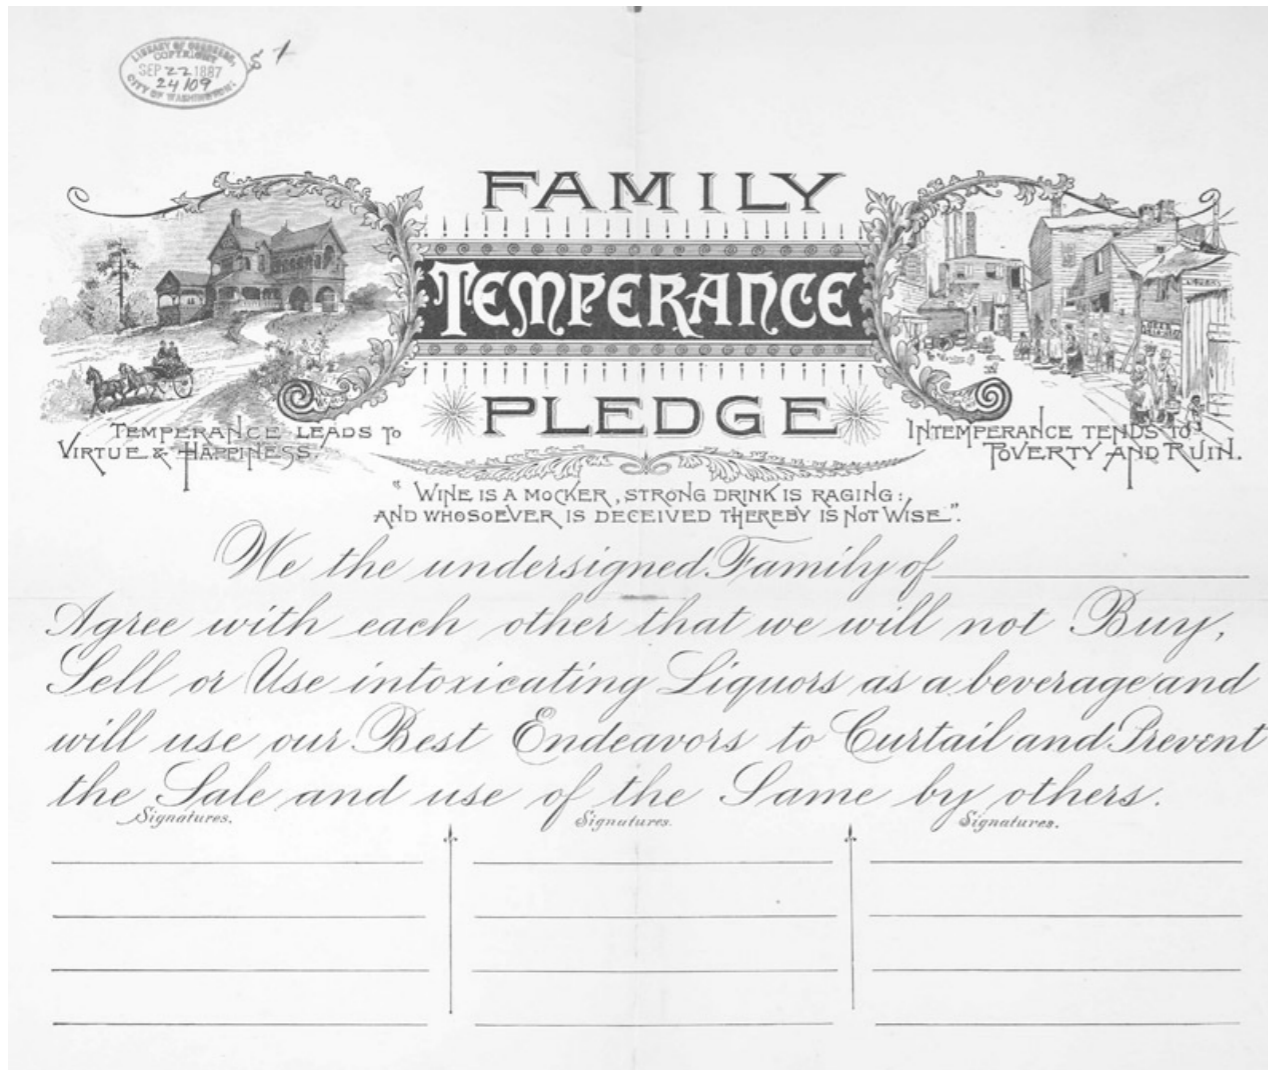 LIBRARY OF CONGRESS,
COPYRIGHT
SEP 22 1887
24109
CITY OF WASHINGTON.
FAMILY
TEMPERANCE
PLEDGE
TEMPERANCE LEADS TO
VIRTUE & HAPPINESS.
INTEMPERANCE TENDS TO
POVERTY AND RUIN.
"WINE IS A MOCKER, STRONG DRINK IS RAGING:
AND WHOSOEVER IS DECEIVED THEREBY IS NOT WISE".
We the undersigned Family of
Agree with each other that we will not Buy,
Sell or Use intoxicating Liquors as a beverage and
will use our Best Endeavors to Curtail and Prevent
the Sale and use of the Same by others.
Signatures. Signatures. Signatures.